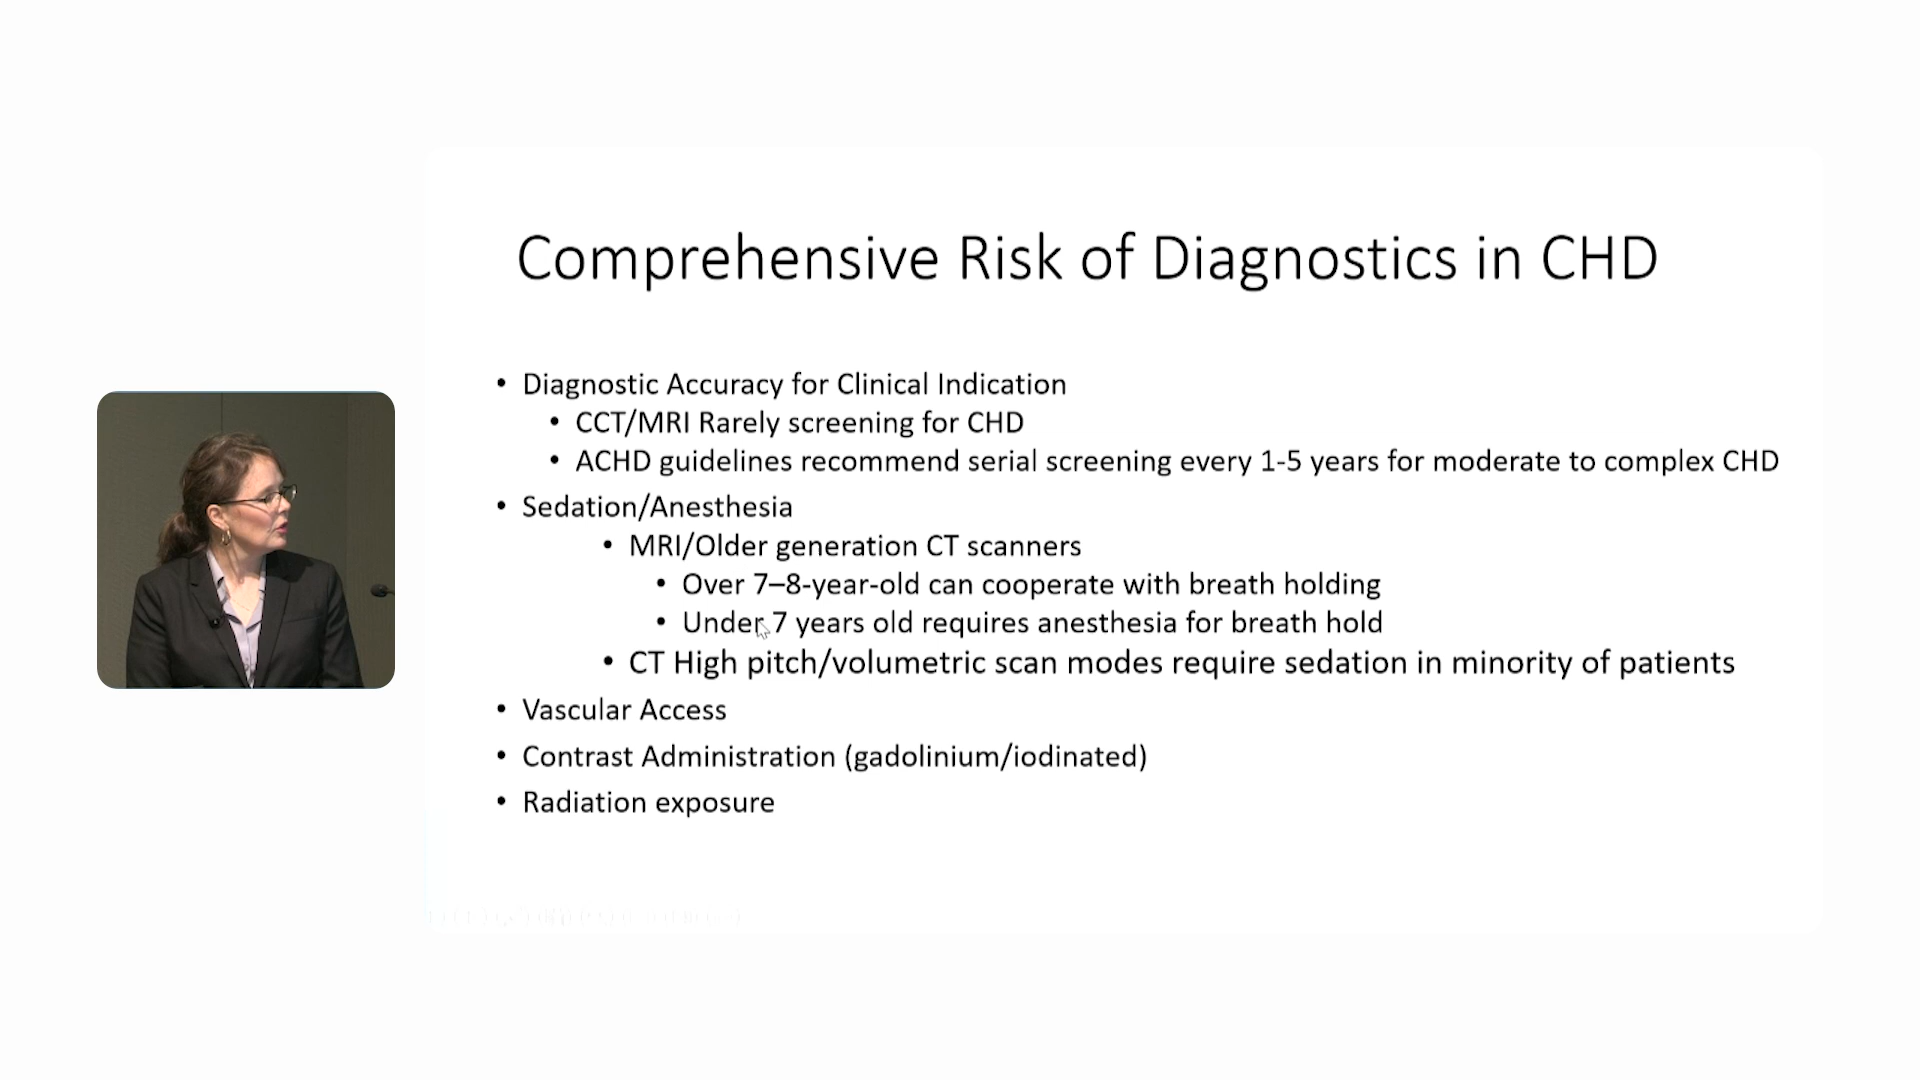 Comprehensive Risk of Diagnostics in CHD
• Diagnostic Accuracy for Clinical Indication
• CCT/MRI Rarely screening for CHD
• ACHD guidelines recommend serial screening every 1-5 years for moderate to complex CHD
• Sedation/Anesthesia
• MRI/Older generation CT scanners
• Over 7–8-year-old can cooperate with breath holding
• Under 7 years old requires anesthesia for breath hold
• CT High pitch/volumetric scan modes require sedation in minority of patients
• Vascular Access
• Contrast Administration (gadolinium/iodinated)
• Radiation exposure